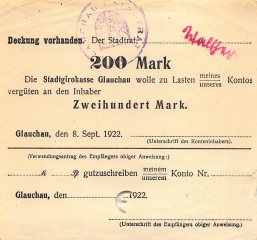 Deckung vorhanden. Der Stadtrat:
200 Mark
Die Stadtgirokasse Glauchau wolle zu Lasten meines unseres Kontos
vergüten an den Inhaber
Zweihundert Mark.
Glauchau, den 8. Sept. 1922.
(Unterschrift des Konteninhabers).
(Verwendungsantrag des Empfängers obiger Anweisung:)
gutzuschreiben meinem unserem Konto Nr.
Glauchau, den 1922.
(Unterschrift des Empfängers obiger Anweisung.)